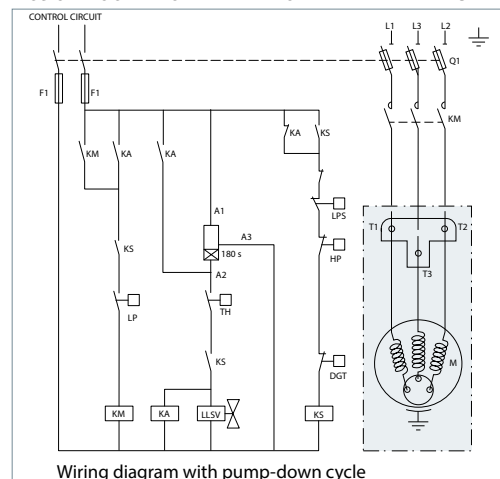 CONTROL CIRCUIT
L1 L3 L2
Q1
F1 F1
KM
KA KS
KM KA KA
LPS
A1
T1 T2
A3
KS
HP
180 s
T3
A2
LP TH
KS
DGT
M
KM KA LLSV KS
Wiring diagram with pump-down cycle